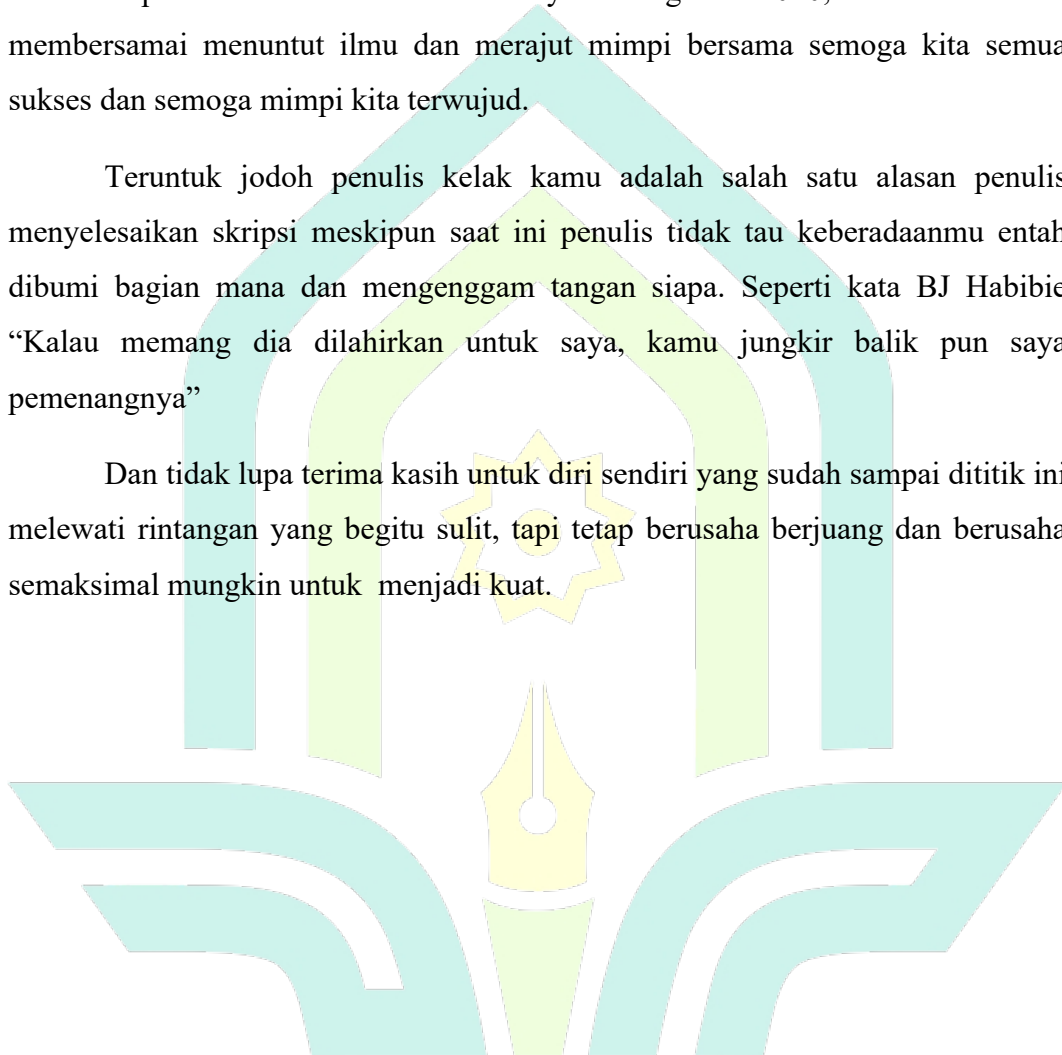 membersamai menuntut ilmu dan merajut mimpi bersama semoga kita semua
sukses dan semoga mimpi kita terwujud.
Teruntuk jodoh penulis kelak kamu adalah salah satu alasan penulis
menyelesaikan skripsi meskipun saat ini penulis tidak tau keberadaanmu entah
dibumi bagian mana dan mengenggam tangan siapa. Seperti kata BJ Habibie
“Kalau memang dia dilahirkan untuk saya, kamu jungkir balik pun saya
pemenangnya”
Dan tidak lupa terima kasih untuk diri sendiri yang sudah sampai dititik ini
melewati rintangan yang begitu sulit, tapi tetap berusaha berjuang dan berusaha
semaksimal mungkin untuk  menjadi kuat.